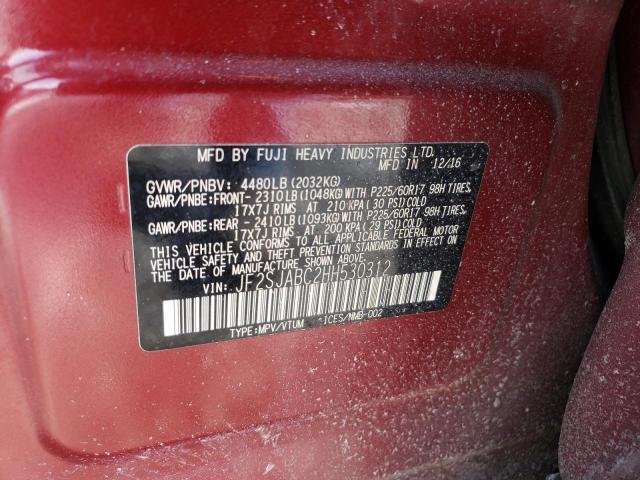 MFD BY FUJI HEAVY INDUSTRIES LTD.
MFD IN 12/16
GVWR/PNBV: 4480LB(2032KG)
GAWR/PNBE:FRONT- 2310LB(1048KG)WITH P225/60R17 98H TIRES,
17X7J RIMS AT 210 KPA(30 PSI)COLD
GAWR/PNBE:REAR -2410LB(1093KG)WITH P225/60R17 98H TIRES,
17X7J RIMS AT 200 KPA(29 PSI)COLD
THIS VEHICLE CONFORMS TO ALL APPLICABLE FEDERAL MOTOR
VEHICLE SAFETY AND THEFT PREVENTION STANDARDS IN EFFECT ON
THE DATE OF MANUFACTURE SHOWN ABOVE.
VIN: JF2SJABC2HH530312
TYPE:MPV/VTUM ICES/NMB-002